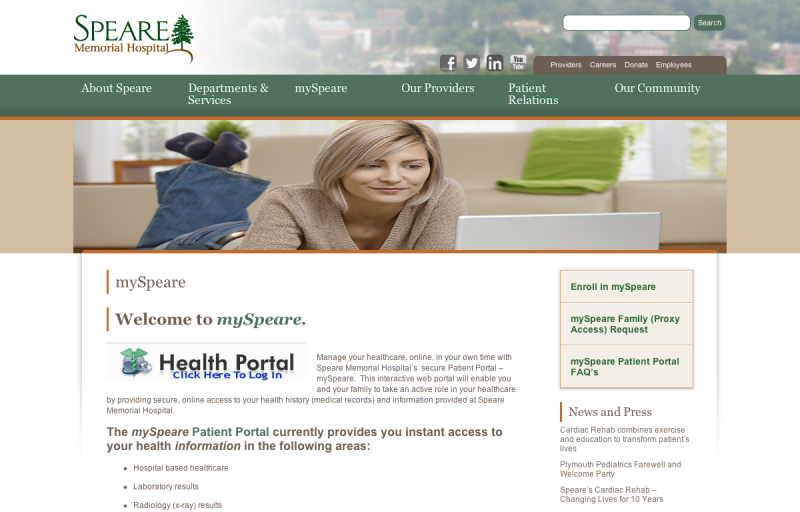 SPEARE
Memorial Hospital
Search
You
Tube
Providers Careers Donate Employees
About Speare
Departments &
Services
mySpeare
Our Providers
Patient
Relations
Our Community
mySpeare
Welcome to mySpeare.
Health Portal
Click Here To Log In
Manage your healthcare, online, in your own time with
Speare Memorial Hospital's secure Patient Portal –
mySpeare. This interactive web portal will enable you
and your family to take an active role in your healthcare
by providing secure, online access to your health history (medical records) and information provided at Speare
Memorial Hospital.
The mySpeare Patient Portal currently provides you instant access to
your health information in the following areas:
Hospital based healthcare
Laboratory results
Radiology (x-ray) results
Enroll in mySpeare
mySpeare Family (Proxy
Access) Request
mySpeare Patient Portal
FAQ's
News and Press
Cardiac Rehab combines exercise
and education to transform patient's
lives
Plymouth Pediatrics Farewell and
Welcome Party
Speare's Cardiac Rehab –
Changing Lives for 10 Years